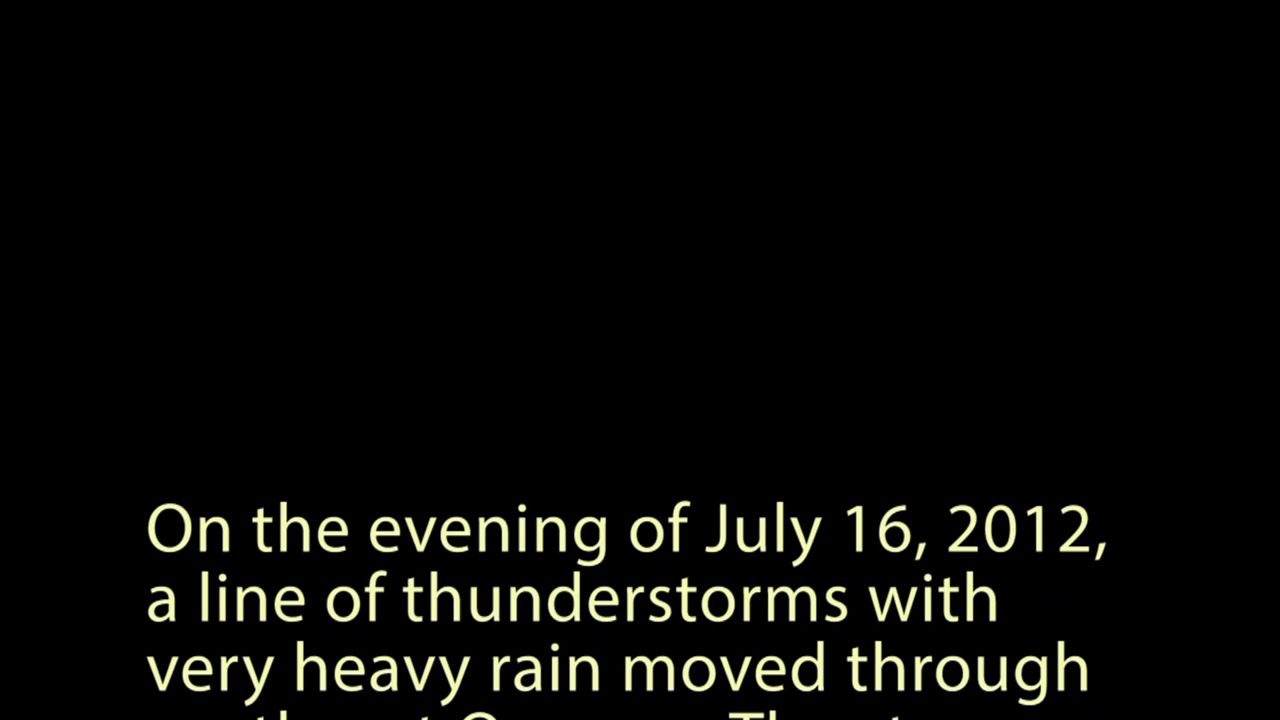 On the evening of July 16, 2012,
a line of thunderstorms with
very heavy rain moved through